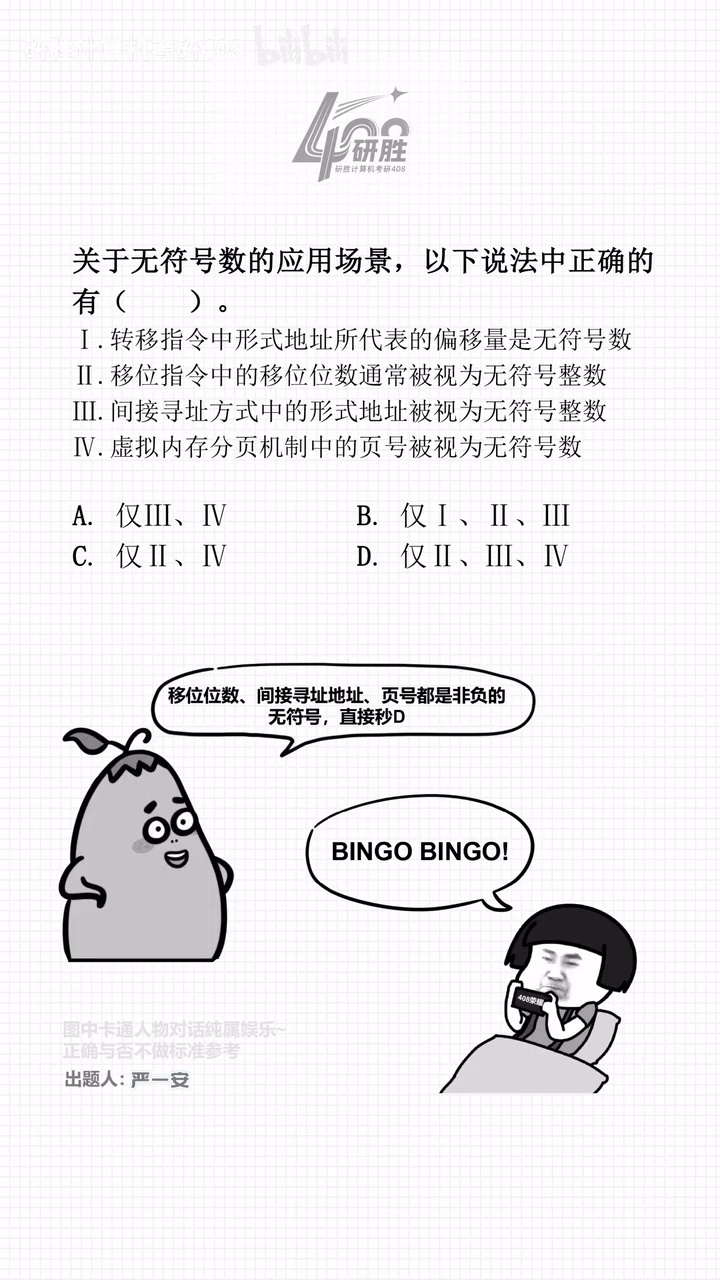 bilibili
408
研胜
研胜计算机考研408
关于无符号数的应用场景，以下说法中正确的
有（　　）。
Ⅰ.转移指令中形式地址所代表的偏移量是无符号数
Ⅱ.移位指令中的移位位数通常被视为无符号整数
Ⅲ.间接寻址方式中的形式地址被视为无符号整数
Ⅳ.虚拟内存分页机制中的页号被视为无符号数
A. 仅Ⅲ、Ⅳ B. 仅Ⅰ、Ⅱ、Ⅲ
C. 仅Ⅱ、Ⅳ D. 仅Ⅱ、Ⅲ、Ⅳ
移位位数、间接寻址地址、页号都是非负的
无符号，直接秒D
BINGO BINGO!
408荣耀
图中卡通人物对话纯属娱乐~
正确与否不做标准参考
出题人：严一安